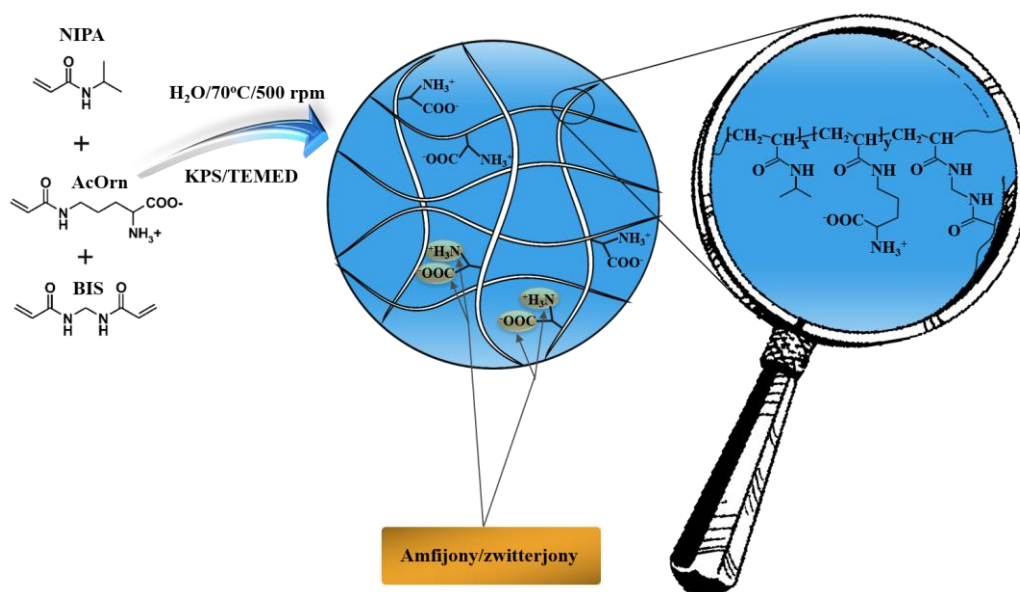 NIPA
O
N
H
+
AcOrn
O
N
H
COO-
NH₃+
+
BIS
O
O
N
H
N
H
H₂O/70°C/500 rpm
KPS/TEMED
NH₃⁺
COO⁻
⁻OOC
NH₃⁺
NH₃⁺
COO⁻
⁺H₃N
⁻OOC
⁺H₃N
⁻OOC
Amfijony/zwitterjony
[CH₂-CH]x[CH₂-CH]y CH₂-CH
O
NH
O
NH
O
NH
NH
O
⁻OOC
NH₃⁺